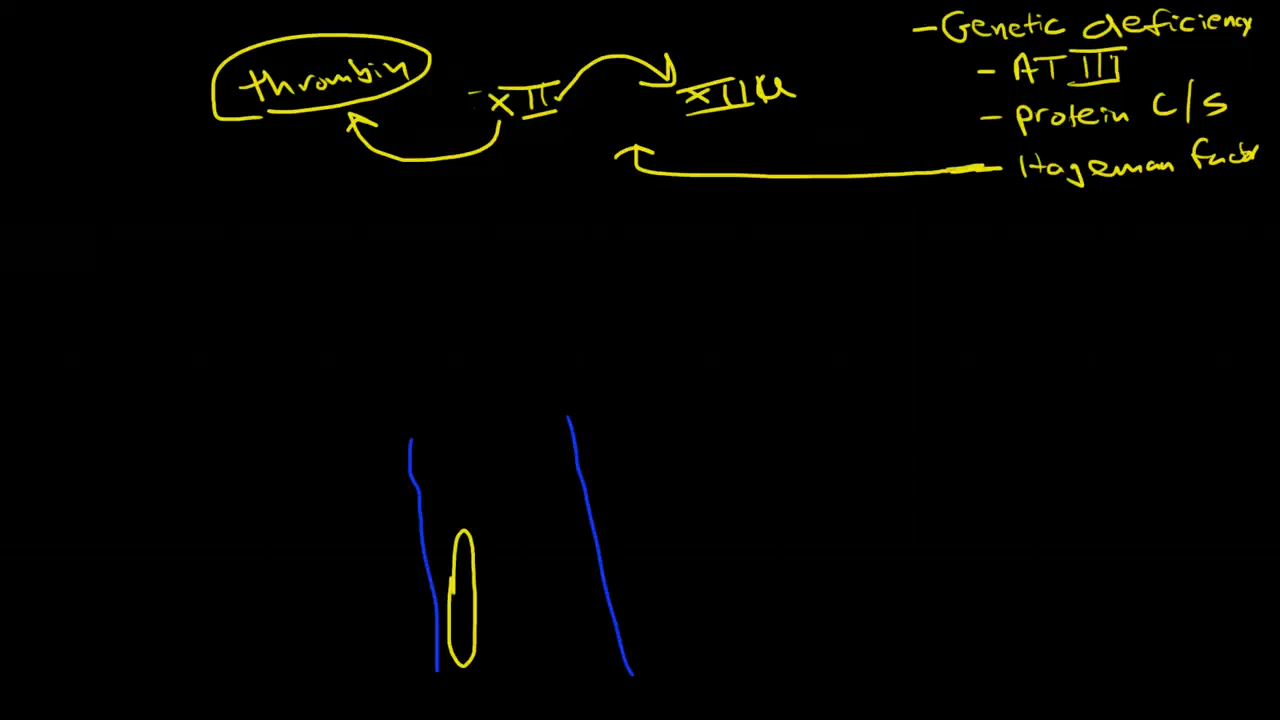 - Genetic deficiency
thrombin
- AT III
XII
XIIa
- protein C/S
Hageman factor